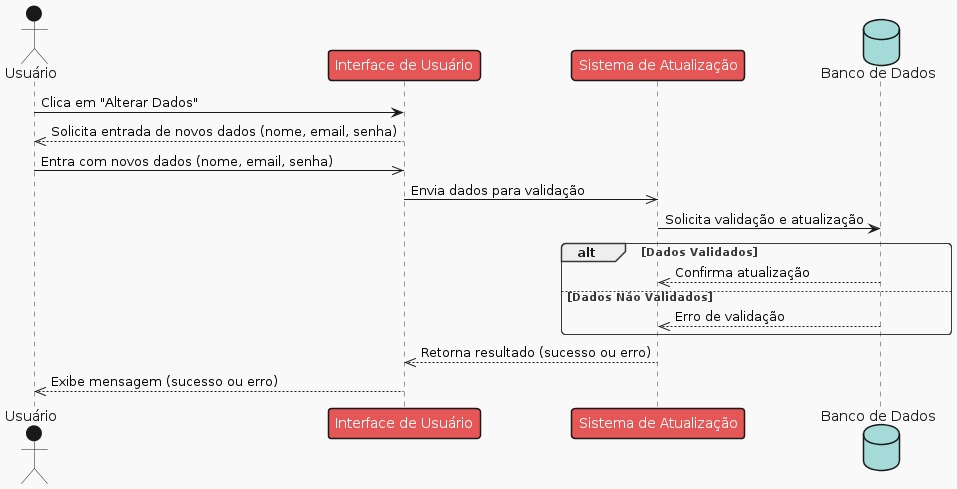 Usuário
Interface de Usuário
Sistema de Atualização
Banco de Dados
Clica em "Alterar Dados"
Solicita entrada de novos dados (nome, email, senha)
Entra com novos dados (nome, email, senha)
Envia dados para validação
Solicita validação e atualização
alt
[Dados Validados]
Confirma atualização
[Dados Não Validados]
Erro de validação
Retorna resultado (sucesso ou erro)
Exibe mensagem (sucesso ou erro)
Usuário
Interface de Usuário
Sistema de Atualização
Banco de Dados